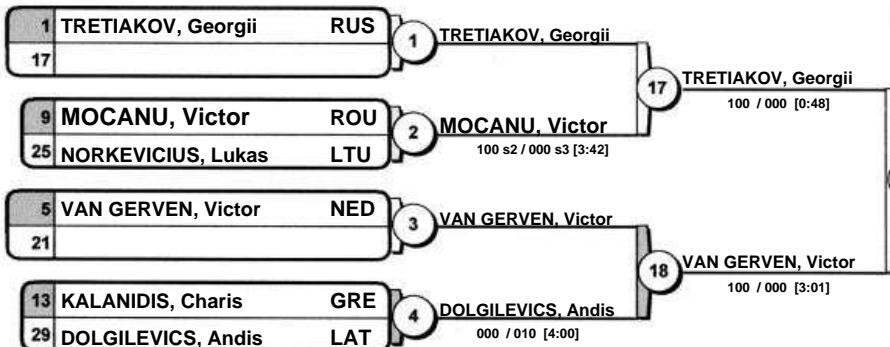 1 TRETIAKOV, Georgii RUS
17
1 TRETIAKOV, Georgii
17 TRETIAKOV, Georgii
100 / 000 [0:48]
9 MOCANU, Victor ROU
25 NORKEVICIUS, Lukas LTU
2 MOCANU, Victor
100 s2 / 000 s3 [3:42]
5 VAN GERVEN, Victor NED
21
3 VAN GERVEN, Victor
18 VAN GERVEN, Victor
100 / 000 [3:01]
13 KALANIDIS, Charis GRE
29 DOLGILEVICS, Andis LAT
4 DOLGILEVICS, Andis
000 / 010 [4:00]